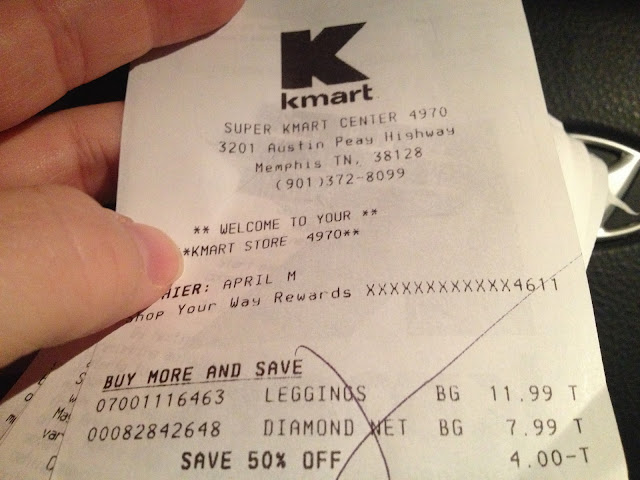 K
kmart
SUPER KMART CENTER 4970
3201 Austin Peay Highway
Memphis TN, 38128
(901)372-8099
** WELCOME TO YOUR **
*KMART STORE 4970**
HIER: APRIL M
hop Your Way Rewards XXXXXXXXXXXX4611
BUY MORE AND SAVE
07001116463 LEGGINGS BG 11.99 T
00082842648 DIAMOND NET BG 7.99 T
SAVE 50% OFF 4.00-T